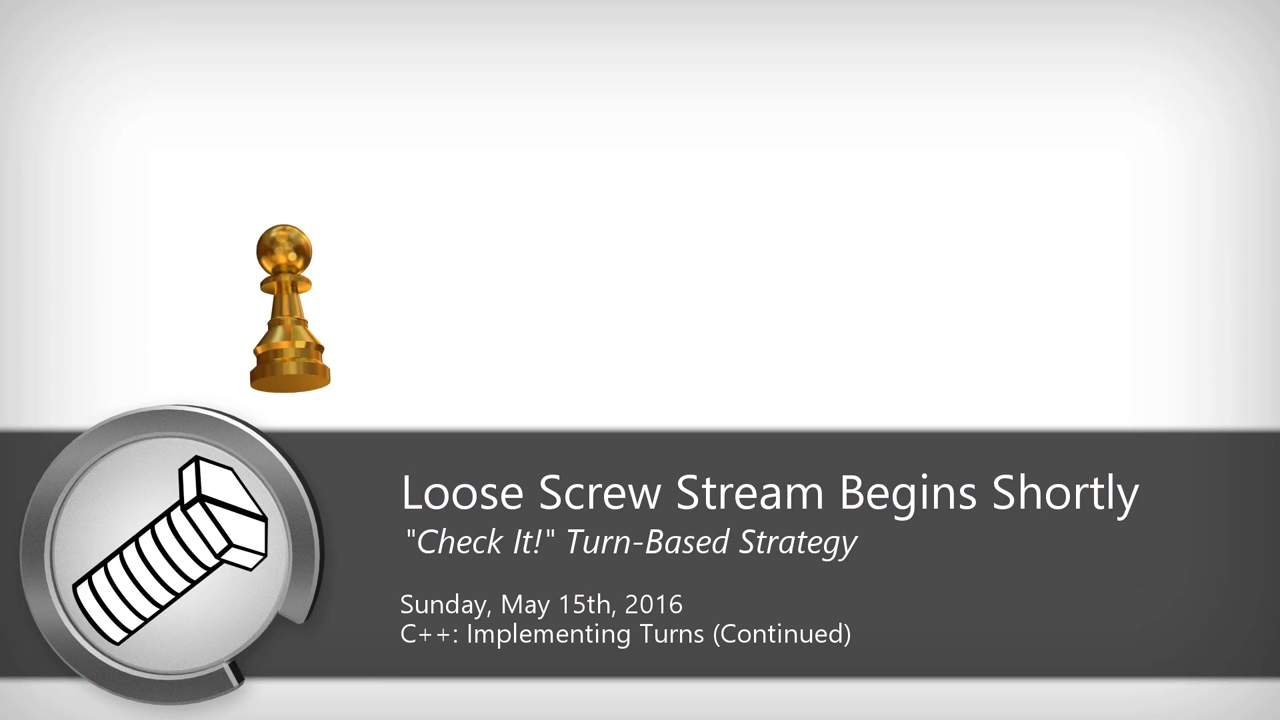 Loose Screw Stream Begins Shortly
"Check It!" Turn-Based Strategy
Sunday, May 15th, 2016
C++: Implementing Turns (Continued)